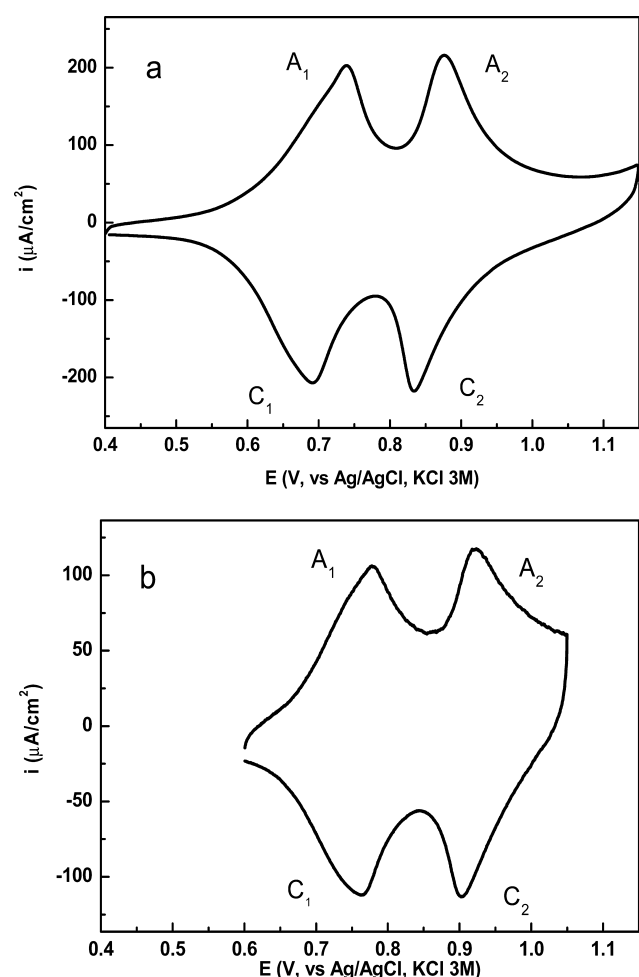 a
A₁
A₂
200
100
0
-100
-200
i (μA/cm²)
C₁
C₂
0.4 0.5 0.6 0.7 0.8 0.9 1.0 1.1
E (V, vs Ag/AgCl, KCl 3M)
b
A₁
A₂
100
50
0
-50
-100
i (μA/cm²)
C₁
C₂
0.4 0.5 0.6 0.7 0.8 0.9 1.0 1.1
E (V, vs Ag/AgCl, KCl 3M)